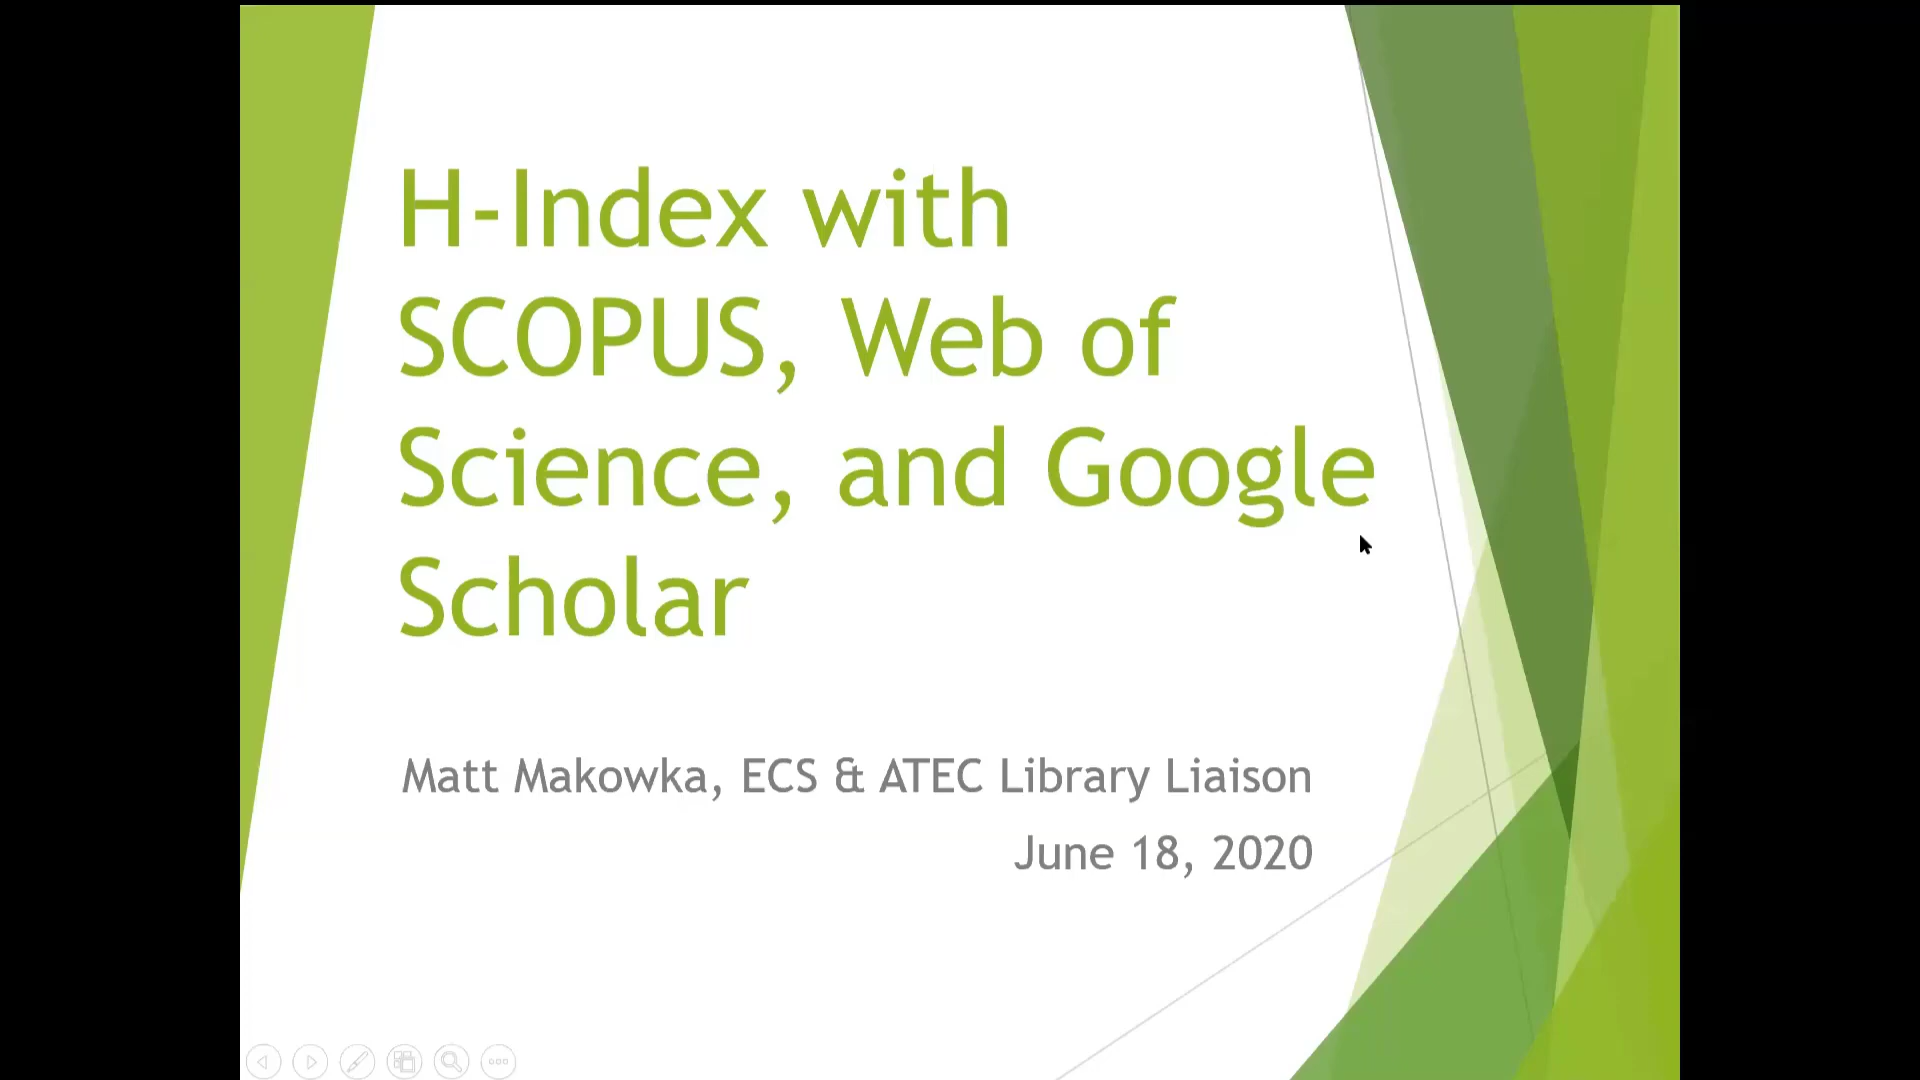 H-Index with
SCOPUS, Web of
Science, and Google
Scholar
Matt Makowka, ECS & ATEC Library Liaison
June 18, 2020